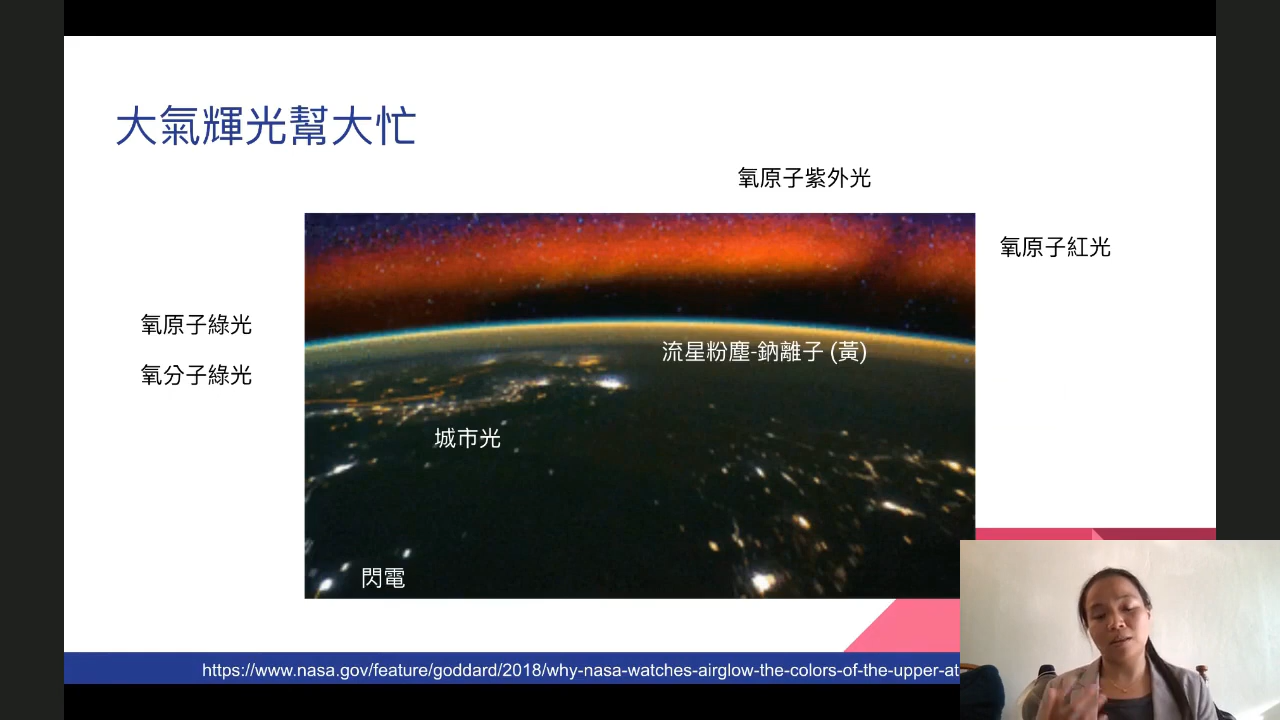 大氣輝光幫大忙
氧原子紫外光
氧原子紅光
氧原子綠光
流星粉塵-鈉離子 (黃)
氧分子綠光
城市光
閃電
https://www.nasa.gov/feature/goddard/2018/why-nasa-watches-airglow-the-colors-of-the-upper-at